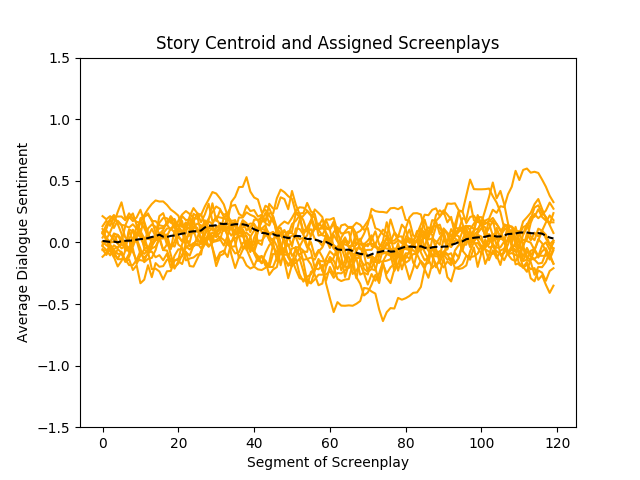 Story Centroid and Assigned Screenplays
1.5
1.0
0.5
0.0
−0.5
−1.0
−1.5
Average Dialogue Sentiment
0 20 40 60 80 100 120
Segment of Screenplay